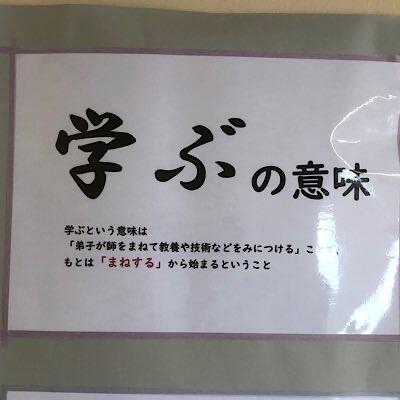 学ぶの意味
学ぶという意味は
「弟子が師をまねて教養や技術などをみにつける」こ
もとは「まねする」から始まるということ